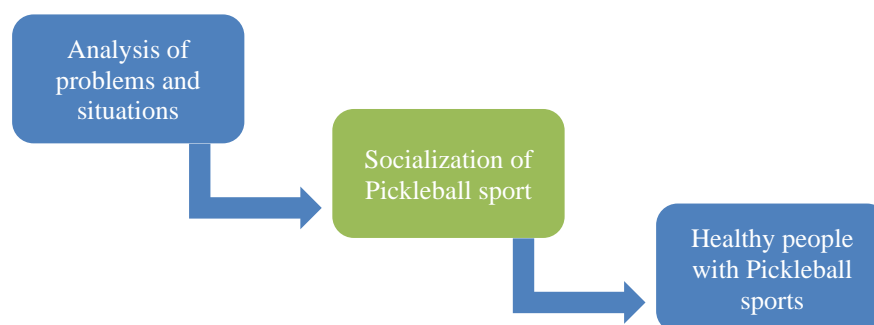 Analysis of
problems and
situations
Socialization of
Pickleball sport
Healthy people
with Pickleball
sports